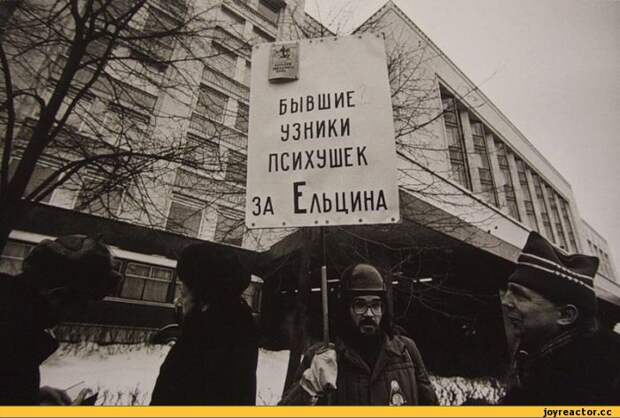 БЫВШИЕ
УЗНИКИ
ПСИХУШЕК
ЗА ЕЛЬЦИНА
joyreactor.cc